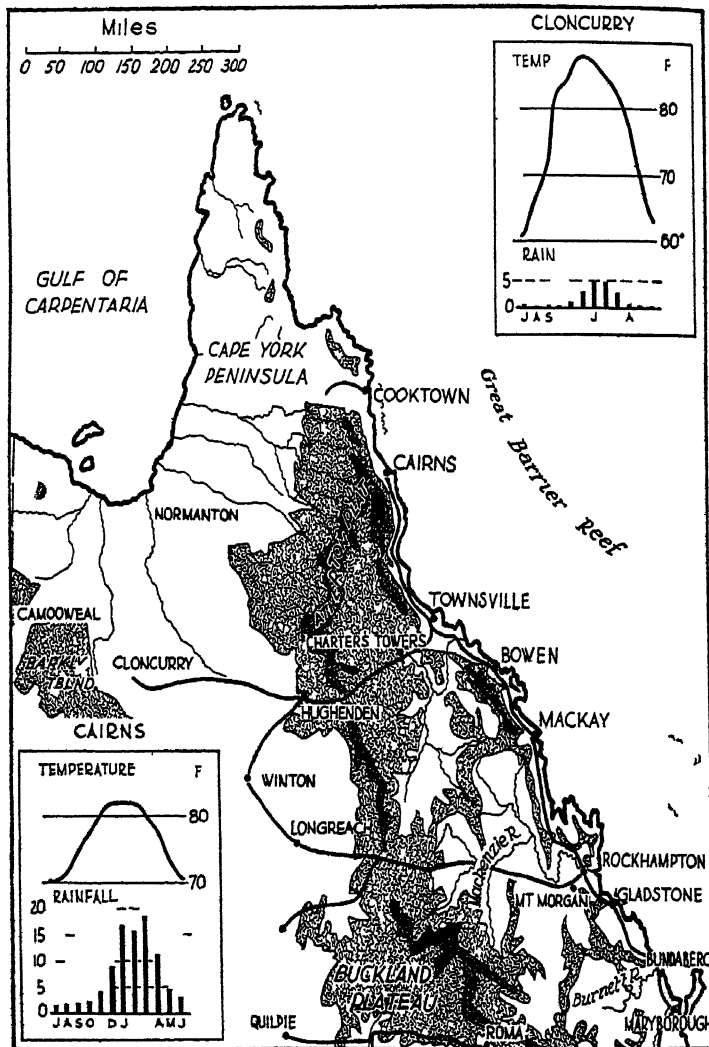 Miles
0 50 100 150 200 300
CLONCURRY
TEMP F
80
70
60°
RAIN
5
0
J A S J A
GULF OF
CARPENTARIA
CAPE YORK
PENINSULA
COOKTOWN
Great Barrier Reef
CAIRNS
NORMANTON
TOWNSVILLE
CAMOOWEAL
CHARTERS TOWERS
BOWEN
BARKLY
TBLND
CLONCURRY
HUGHENDEN
MACKAY
CAIRNS
TEMPERATURE F
80
70
RAINFALL
20
15
10
5
0
J A S O D J A M J
WINTON
LONGREACH
Mackenzie R
ROCKHAMPTON
MT MORGAN
GLADSTONE
BUCKLAND
PLATEAU
BUNDABERG
Burnett R
QUILPIE
ROMA
MARYBOROUGH